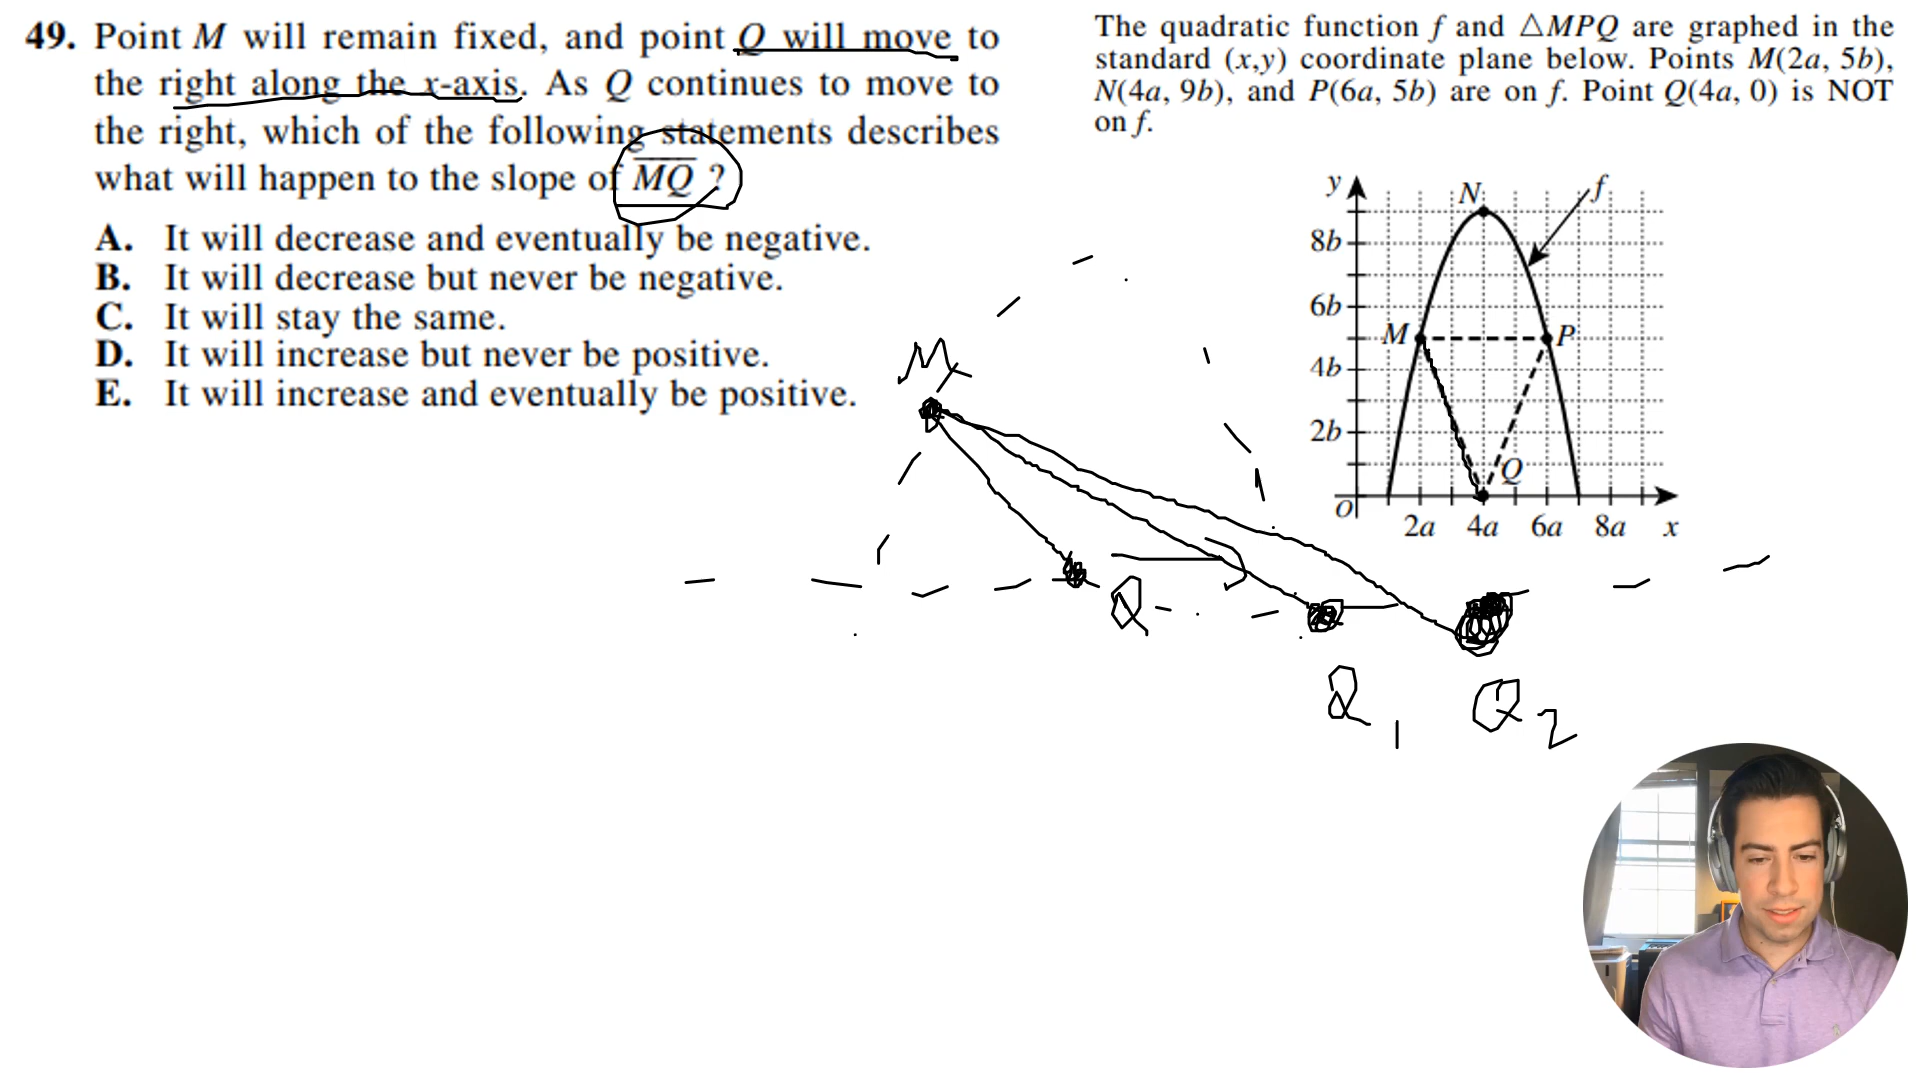 49. Point M will remain fixed, and point Q will move to
the right along the x-axis. As Q continues to move to
the right, which of the following statements describes
what will happen to the slope of MQ ?
A. It will decrease and eventually be negative.
B. It will decrease but never be negative.
C. It will stay the same.
D. It will increase but never be positive.
E. It will increase and eventually be positive.
The quadratic function f and △MPQ are graphed in the
standard (x,y) coordinate plane below. Points M(2a, 5b),
N(4a, 9b), and P(6a, 5b) are on f. Point Q(4a, 0) is NOT
on f.
y
N
f
8b
6b
M
P
4b
2b
Q
O
2a 4a 6a 8a x
M
Q
Q1
Q2